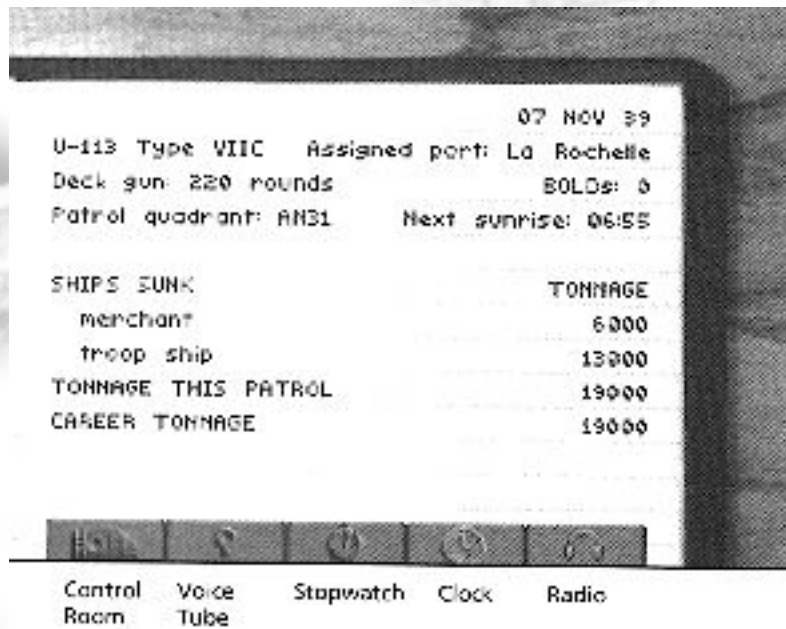 07 NOV 39
U-113 Type VIIC Assigned port: La Rochelle
Deck gun: 220 rounds BOLDs: 0
Patrol quadrant: AN31 Next sunrise: 06:55
SHIPS SUNK TONNAGE
merchant 6000
troop ship 13000
TONNAGE THIS PATROL 19000
CAREER TONNAGE 19000
Control Voice Stopwatch Clock Radio
Room Tube